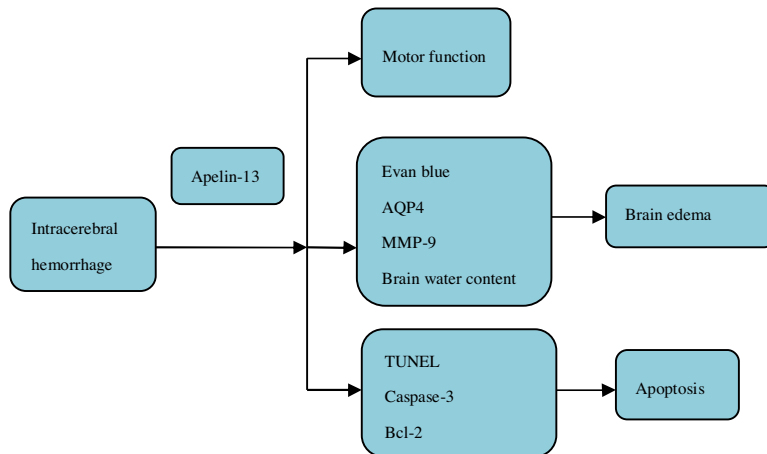 Motor function
Apelin-13
Intracerebral
hemorrhage
Evan blue
AQP4
MMP-9
Brain water content
Brain edema
TUNEL
Caspase-3
Bcl-2
Apoptosis